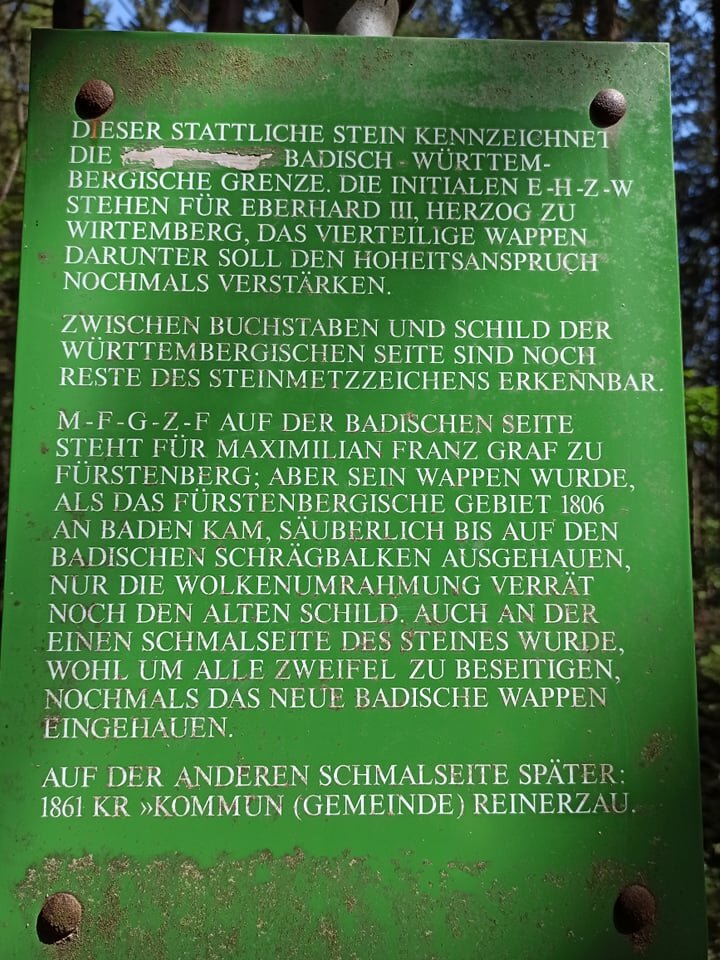 DIESER STATTLICHE STEIN KENNZEICHNET
DIE BADISCH - WÜRTTEM-
BERGISCHE GRENZE. DIE INITIALEN E-H-Z-W
STEHEN FÜR EBERHARD III, HERZOG ZU
WIRTEMBERG, DAS VIERTEILIGE WAPPEN
DARUNTER SOLL DEN HOHEITSANSPRUCH
NOCHMALS VERSTÄRKEN.
ZWISCHEN BUCHSTABEN UND SCHILD DER
WÜRTTEMBERGISCHEN SEITE SIND NOCH
RESTE DES STEINMETZZEICHENS ERKENNBAR.
M-F-G-Z-F AUF DER BADISCHEN SEITE
STEHT FÜR MAXIMILIAN FRANZ GRAF ZU
FÜRSTENBERG; ABER SEIN WAPPEN WURDE,
ALS DAS FÜRSTENBERGISCHE GEBIET 1806
AN BADEN KAM, SÄUBERLICH BIS AUF DEN
BADISCHEN SCHRÄGBALKEN AUSGEHAUEN,
NUR DIE WOLKENUMRAHMUNG VERRÄT
NOCH DEN ALTEN SCHILD. AUCH AN DER
EINEN SCHMALSEITE DES STEINES WURDE,
WOHL UM ALLE ZWEIFEL ZU BESEITIGEN,
NOCHMALS DAS NEUE BADISCHE WAPPEN
EINGEHAUEN.
AUF DER ANDEREN SCHMALSEITE SPÄTER:
1861 KR »KOMMUN (GEMEINDE) REINERZAU.